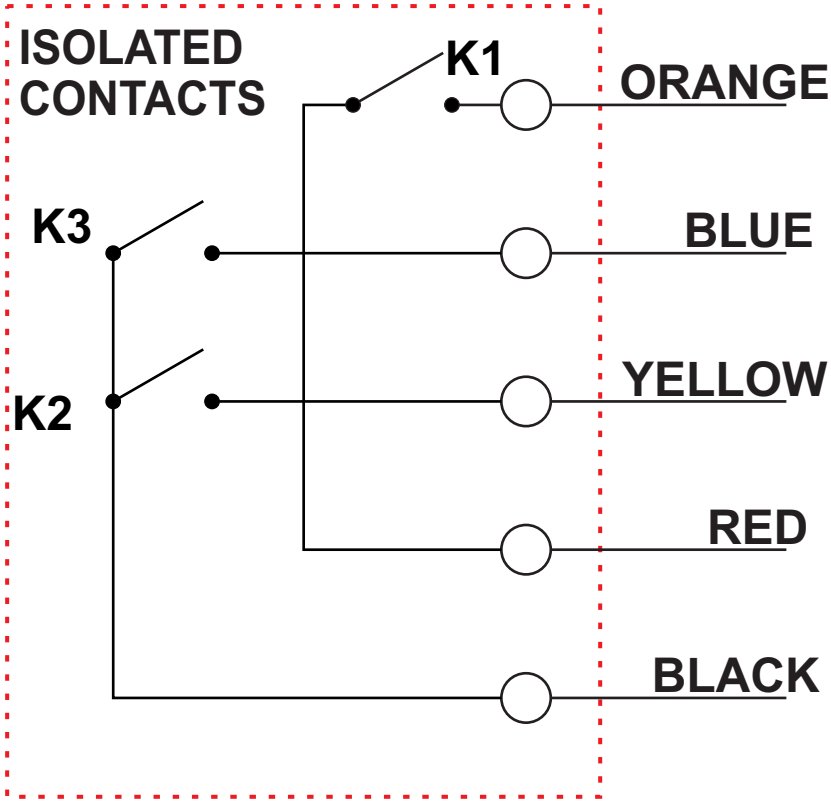 ISOLATED
CONTACTS
K1
ORANGE
K3
BLUE
K2
YELLOW
RED
BLACK